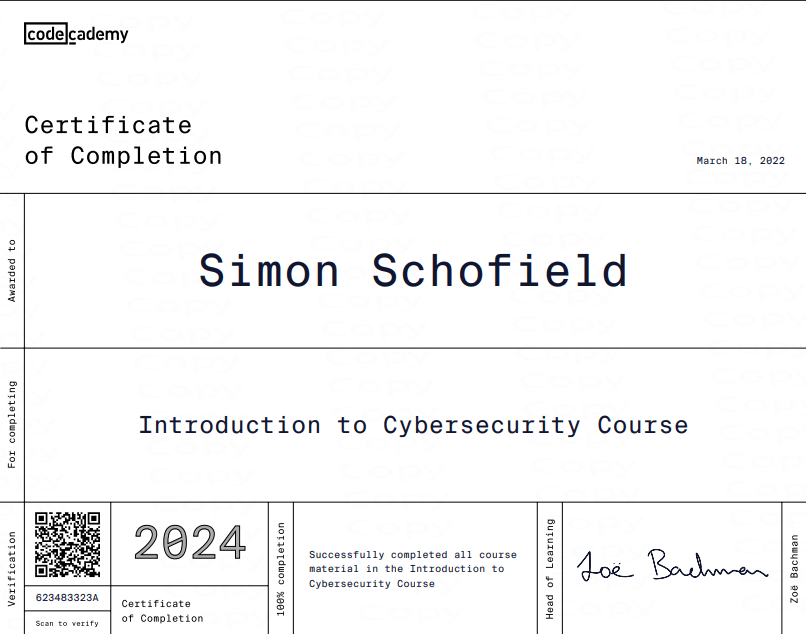 codecademy
Certificate
of Completion
March 18, 2022
Awarded to
Simon Schofield
For completing
Introduction to Cybersecurity Course
Verification
623483323A
Scan to verify
2024
Certificate
of Completion
100% completion
Successfully completed all course
material in the Introduction to
Cybersecurity Course
Head of Learning
Zoë Bachman
Zoë Bachman
Copy